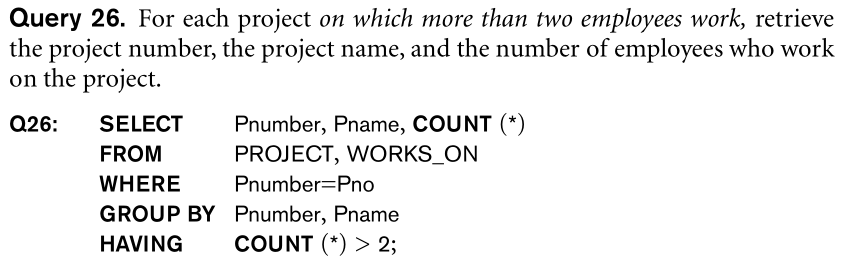 Query 26. For each project on which more than two employees work, retrieve
the project number, the project name, and the number of employees who work
on the project.
Q26: SELECT Pnumber, Pname, COUNT (*)
FROM PROJECT, WORKS_ON
WHERE Pnumber=Pno
GROUP BY Pnumber, Pname
HAVING COUNT (*) > 2;